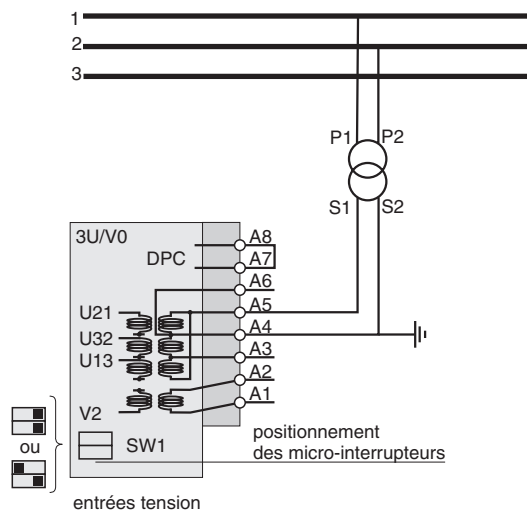 1
2
3
P1 P2
S1 S2
3U/V0
DPC
A8
A7
A6
A5
A4
A3
A2
A1
U21
U32
U13
V2
SW1
ou
positionnement
des micro-interrupteurs
entrées tension